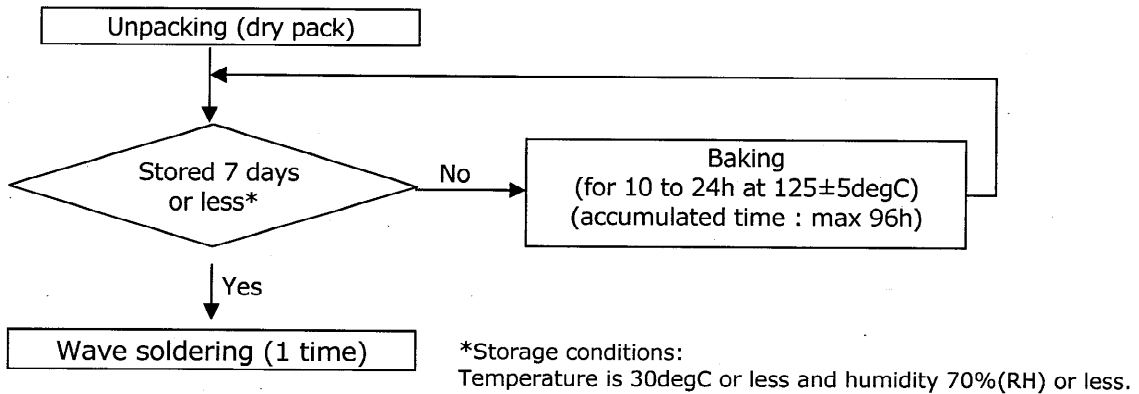 Unpacking (dry pack)
Stored 7 days
or less*
No
Baking
(for 10 to 24h at 125±5degC)
(accumulated time : max 96h)
Yes
Wave soldering (1 time)
*Storage conditions:
Temperature is 30degC or less and humidity 70%(RH) or less.